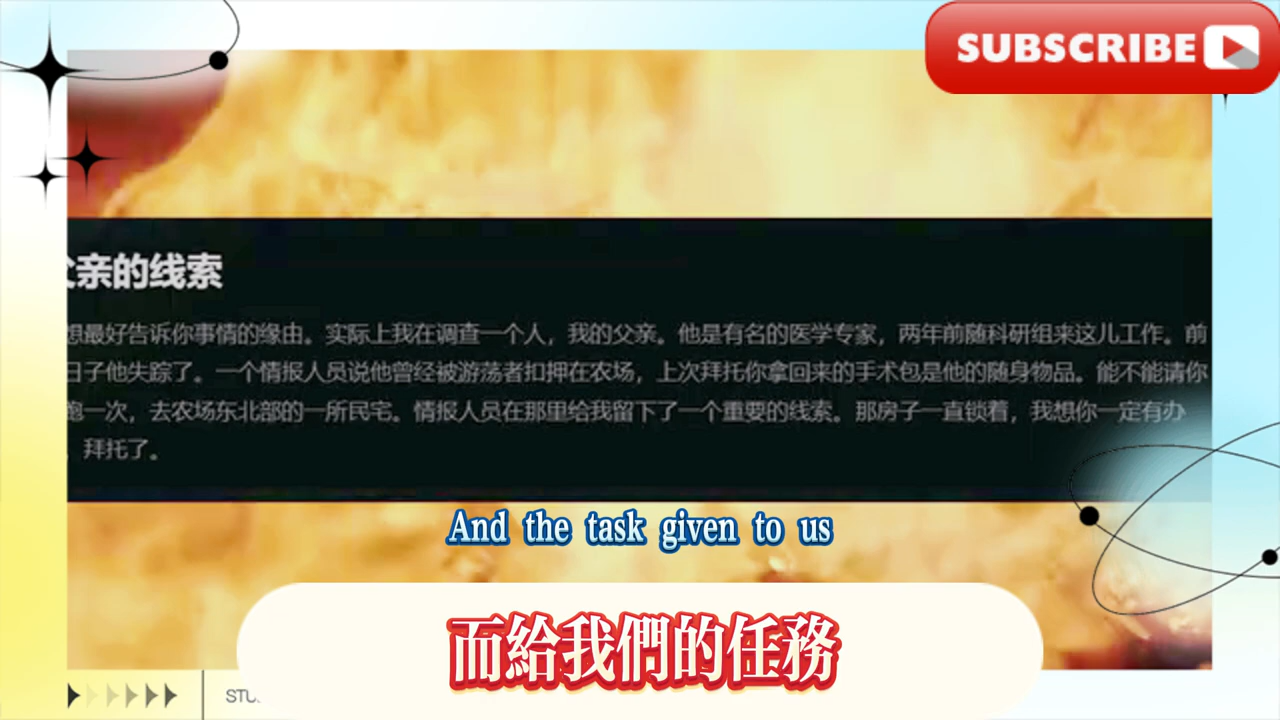 SUBSCRIBE
父亲的线索
想最好告诉你事情的缘由。实际上我在调查一个人，我的父亲。他是有名的医学专家，两年前随科研组来这儿工作。前
日子他失踪了。一个情报人员说他曾经被游荡者扣押在农场，上次拜托你拿回来的手术包是他的随身物品。能不能请你
跑一次，去农场东北部的一所民宅。情报人员在那里给我留下了一个重要的线索。那房子一直锁着，我想你一定有办
，拜托了。
And the task given to us
而給我們的任務
STU